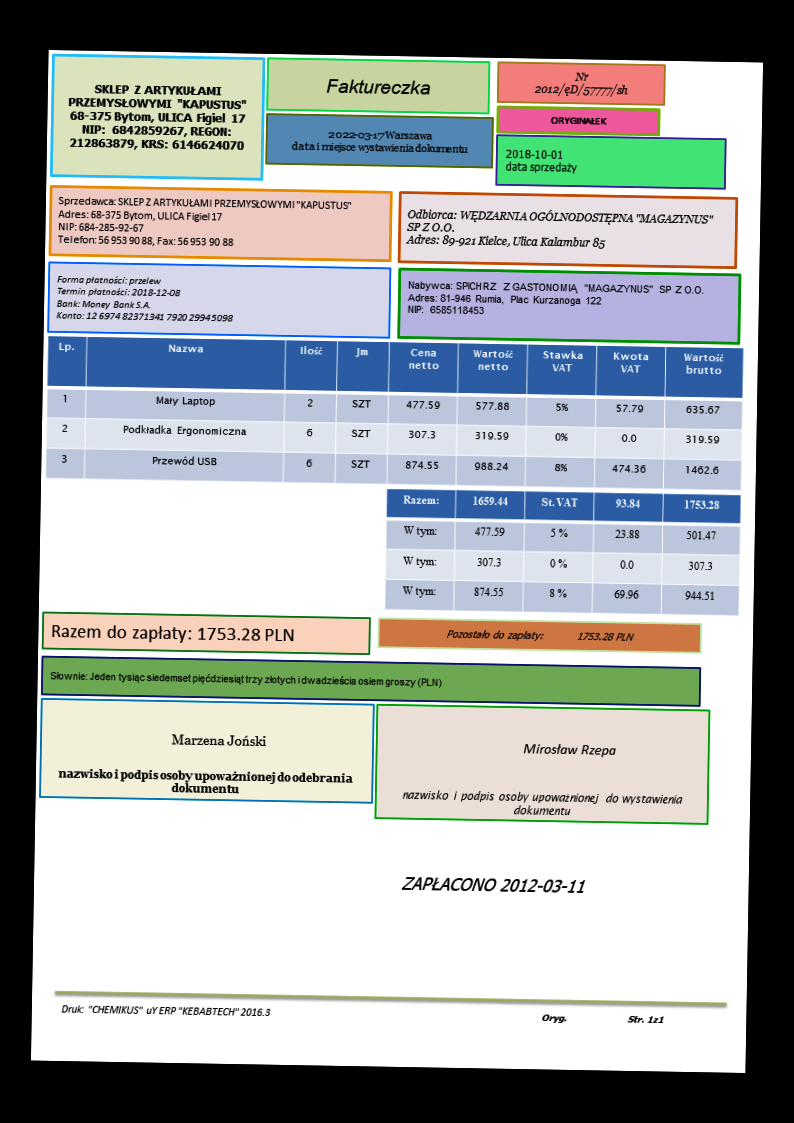 SKLEP Z ARTYKUŁAMI
PRZEMYSŁOWYMI "KAPUSTUS"
68-375 Bytom, ULICA Figiel 17
NIP: 6842859267, REGON:
212863879, KRS: 6146624070
Faktureczka
2022-03-17 Warszawa
data i miejsce wystawienia dokumentu
Nr
2012/ęD/57777/sh
ORYGINAŁEK
2018-10-01
data sprzedaży
Sprzedawca: SKLEP Z ARTYKUŁAMI PRZEMYSŁOWYMI "KAPUSTUS"
Adres: 68-375 Bytom, ULICA Figiel 17
NIP: 684-285-92-67
Telefon: 56 953 90 88, Fax: 56 953 90 88
Odbiorca: WĘDZARNIA OGÓLNODOSTĘPNA "MAGAZYNUS"
SP Z O.O.
Adres: 89-921 Kielce, Ulica Kalambur 85
Forma płatności: przelew
Termin płatności: 2018-12-08
Bank: Money Bank S.A.
Konto: 12 6974 82371341 7920 29945098
Nabywca: SPICHRZ Z GASTONOMIĄ "MAGAZYNUS" SP Z O.O.
Adres: 81-946 Rumia, Plac Kurzanoga 122
NIP: 6585118453
Lp. Nazwa Ilość Jm Cena netto Wartość netto Stawka VAT Kwota VAT Wartość brutto
1 Mały Laptop 2 SZT 477.59 577.88 5% 57.79 635.67
2 Podkładka Ergonomiczna 6 SZT 307.3 319.59 0% 0.0 319.59
3 Przewód USB 6 SZT 874.55 988.24 8% 474.36 1462.6
Razem: 1659.44 St.VAT 93.84 1753.28
W tym: 477.59 5 % 23.88 501.47
W tym: 307.3 0 % 0.0 307.3
W tym: 874.55 8 % 69.96 944.51
Razem do zapłaty: 1753.28 PLN
Pozostało do zapłaty: 1753.28 PLN
Słownie: Jeden tysiąc siedemset pięćdziesiąt trzy złotych i dwadzieścia osiem groszy (PLN)
Marzena Joński
nazwisko i podpis osoby upoważnionej do odebrania
dokumentu
Mirosław Rzepa
nazwisko i podpis osoby upoważnionej do wystawienia
dokumentu
ZAPŁACONO 2012-03-11
Druk: "CHEMIKUS" uY ERP "KEBABTECH" 2016.3
Oryg. Str. 1z1